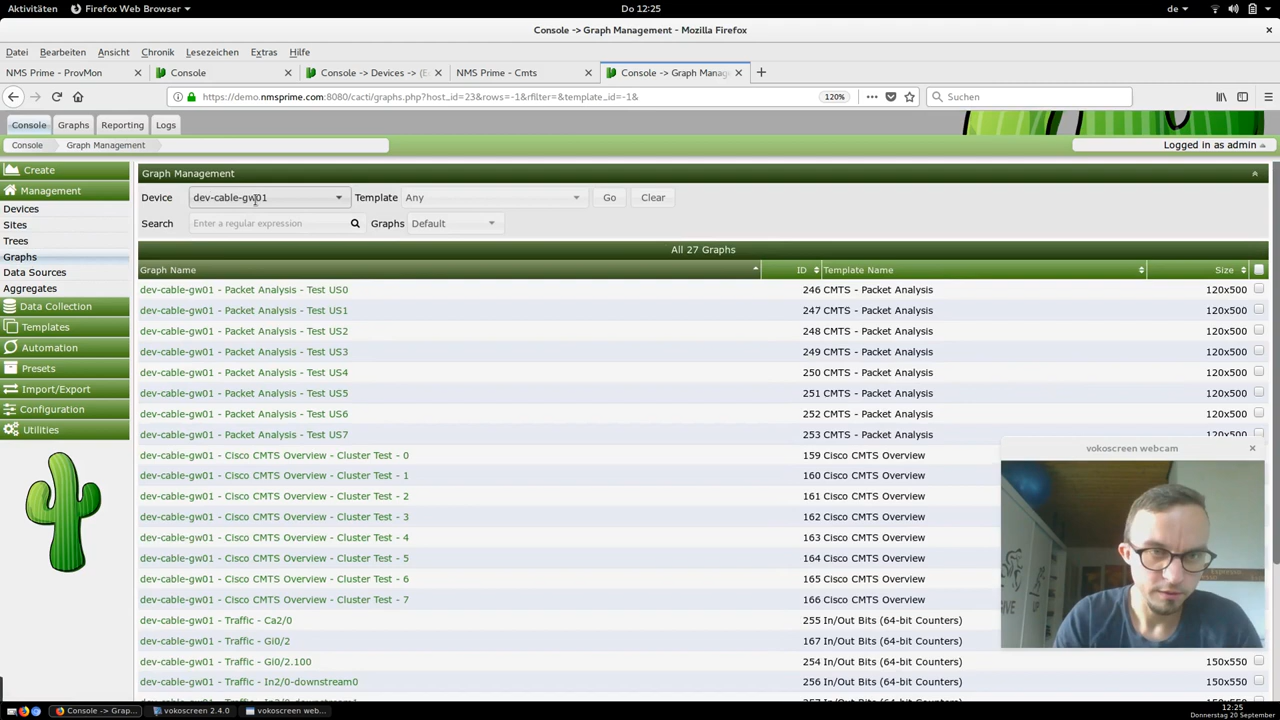 Aktivitäten Firefox Web Browser Do 12:25 de
Console -> Graph Management - Mozilla Firefox
Datei Bearbeiten Ansicht Chronik Lesezeichen Extras Hilfe
NMS Prime - ProvMon Console Console -> Devices -> (E NMS Prime - Cmts Console -> Graph Manag
https://demo.nmsprime.com:8080/cacti/graphs.php?host_id=23&rows=-1&rfilter=&template_id=-1& 120% Suchen
Console Graphs Reporting Logs
Console Graph Management Logged in as admin
Create
Management
Devices
Sites
Trees
Graphs
Data Sources
Aggregates
Data Collection
Templates
Automation
Presets
Import/Export
Configuration
Utilities
Graph Management
Device dev-cable-gw01 Template Any Go Clear
Search Enter a regular expression Graphs Default
All 27 Graphs
Graph Name ID Template Name Size
dev-cable-gw01 - Packet Analysis - Test US0 246 CMTS - Packet Analysis 120x500
dev-cable-gw01 - Packet Analysis - Test US1 247 CMTS - Packet Analysis 120x500
dev-cable-gw01 - Packet Analysis - Test US2 248 CMTS - Packet Analysis 120x500
dev-cable-gw01 - Packet Analysis - Test US3 249 CMTS - Packet Analysis 120x500
dev-cable-gw01 - Packet Analysis - Test US4 250 CMTS - Packet Analysis 120x500
dev-cable-gw01 - Packet Analysis - Test US5 251 CMTS - Packet Analysis 120x500
dev-cable-gw01 - Packet Analysis - Test US6 252 CMTS - Packet Analysis 120x500
dev-cable-gw01 - Packet Analysis - Test US7 253 CMTS - Packet Analysis 120x500
dev-cable-gw01 - Cisco CMTS Overview - Cluster Test - 0 159 Cisco CMTS Overview
dev-cable-gw01 - Cisco CMTS Overview - Cluster Test - 1 160 Cisco CMTS Overview
dev-cable-gw01 - Cisco CMTS Overview - Cluster Test - 2 161 Cisco CMTS Overview
dev-cable-gw01 - Cisco CMTS Overview - Cluster Test - 3 162 Cisco CMTS Overview
dev-cable-gw01 - Cisco CMTS Overview - Cluster Test - 4 163 Cisco CMTS Overview
dev-cable-gw01 - Cisco CMTS Overview - Cluster Test - 5 164 Cisco CMTS Overview
dev-cable-gw01 - Cisco CMTS Overview - Cluster Test - 6 165 Cisco CMTS Overview
dev-cable-gw01 - Cisco CMTS Overview - Cluster Test - 7 166 Cisco CMTS Overview
dev-cable-gw01 - Traffic - Ca2/0 255 In/Out Bits (64-bit Counters)
dev-cable-gw01 - Traffic - Gi0/2 167 In/Out Bits (64-bit Counters)
dev-cable-gw01 - Traffic - Gi0/2.100 254 In/Out Bits (64-bit Counters) 150x550
dev-cable-gw01 - Traffic - In2/0-downstream0 256 In/Out Bits (64-bit Counters) 150x550
vokoscreen webcam
Console -> Grap... vokoscreen 2.4.0 vokoscreen web... 12:25
Donnerstag 20 September